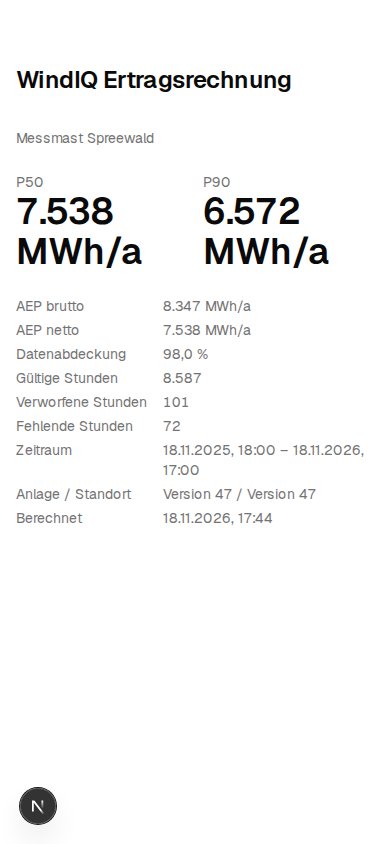 WindIQ Ertragsrechnung
Messmast Spreewald
P50 P90
7.538 6.572
MWh/a MWh/a
AEP brutto 8.347 MWh/a
AEP netto 7.538 MWh/a
Datenabdeckung 98,0 %
Gültige Stunden 8.587
Verworfene Stunden 101
Fehlende Stunden 72
Zeitraum 18.11.2025, 18:00 – 18.11.2026,
17:00
Anlage / Standort Version 47 / Version 47
Berechnet 18.11.2026, 17:44
N